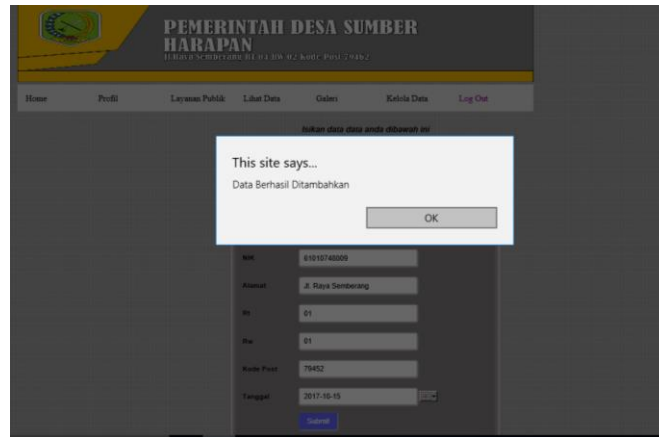 PEMERINTAH DESA SUMBER
HARAPAN
Home Profil Layanan Publik Lihat Data Galeri Kelola Data Log Out
Isikan data data anda dibawah ini
This site says...
Data Berhasil Ditambahkan
OK
NIK 61010740009
Alamat Jl. Raya Semberang
Rt 01
Rw 01
Kode Post 79452
Tanggal 2017-10-15
Submit